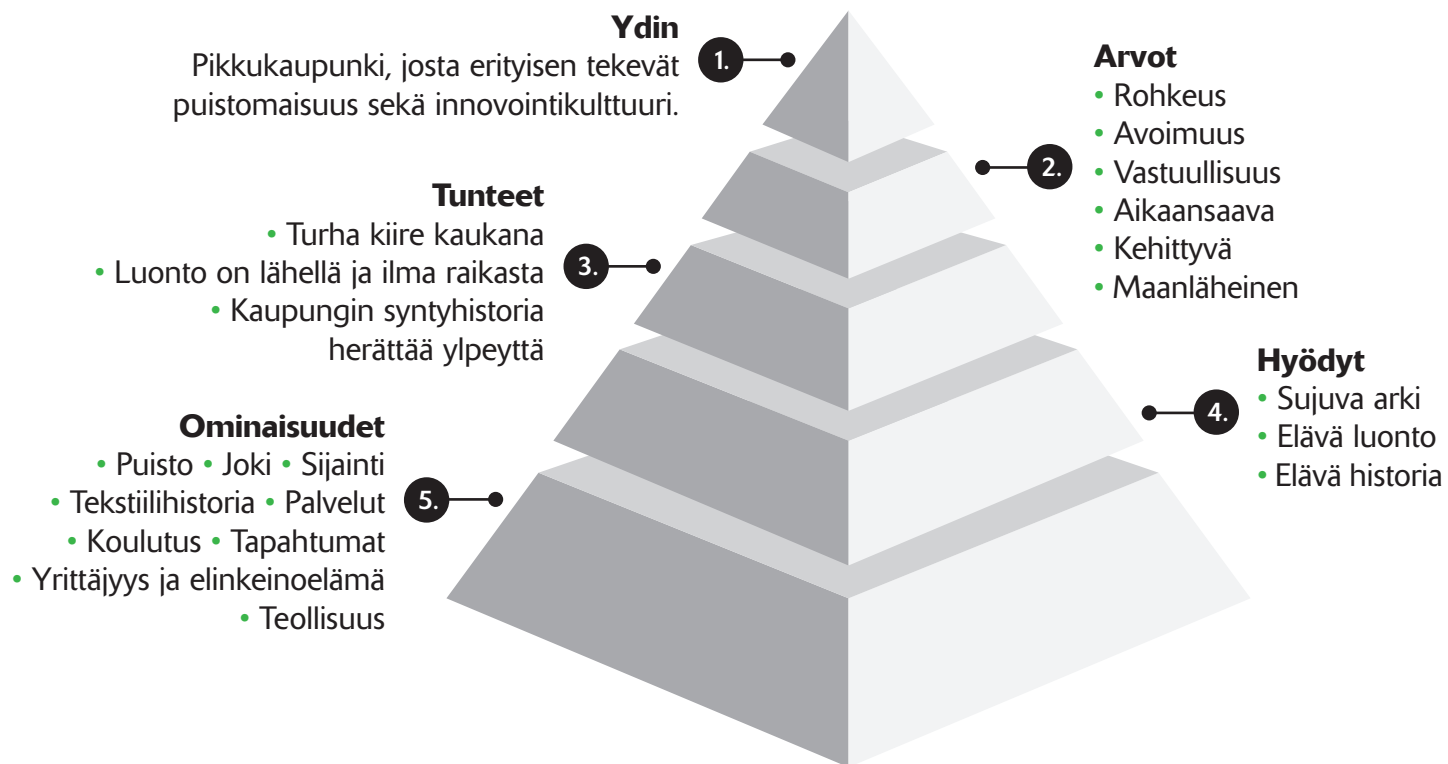 Ydin
Pikkukaupunki, josta erityisen tekevät
puistomaisuus sekä innovointikulttuuri.
1.
Arvot
• Rohkeus
• Avoimuus
• Vastuullisuus
• Aikaansaava
• Kehittyvä
• Maanläheinen
2.
Tunteet
• Turha kiire kaukana
• Luonto on lähellä ja ilma raikasta
• Kaupungin syntyhistoria
herättää ylpeyttä
3.
Hyödyt
• Sujuva arki
• Elävä luonto
• Elävä historia
4.
Ominaisuudet
• Puisto • Joki • Sijainti
• Tekstiilihistoria • Palvelut
• Koulutus • Tapahtumat
• Yrittäjyys ja elinkeinoelämä
• Teollisuus
5.